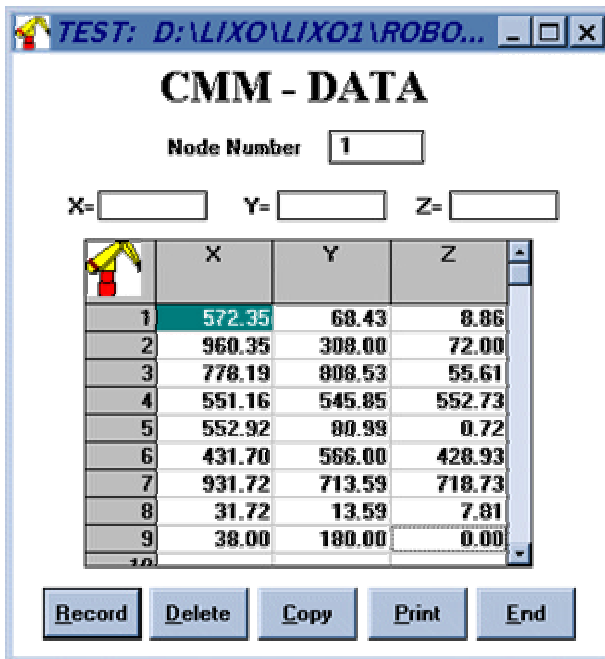 TEST: D:\LIXO\LIXO1\ROBO...
CMM - DATA
Node Number 1
X= Y= Z=
X Y Z
1 572.35 68.43 8.86
2 960.35 308.00 72.00
3 778.19 808.53 55.61
4 551.16 545.85 552.73
5 552.92 80.99 0.72
6 431.70 566.00 428.93
7 931.72 713.59 718.73
8 31.72 13.59 7.81
9 38.00 180.00 0.00
10
Record Delete Copy Print End